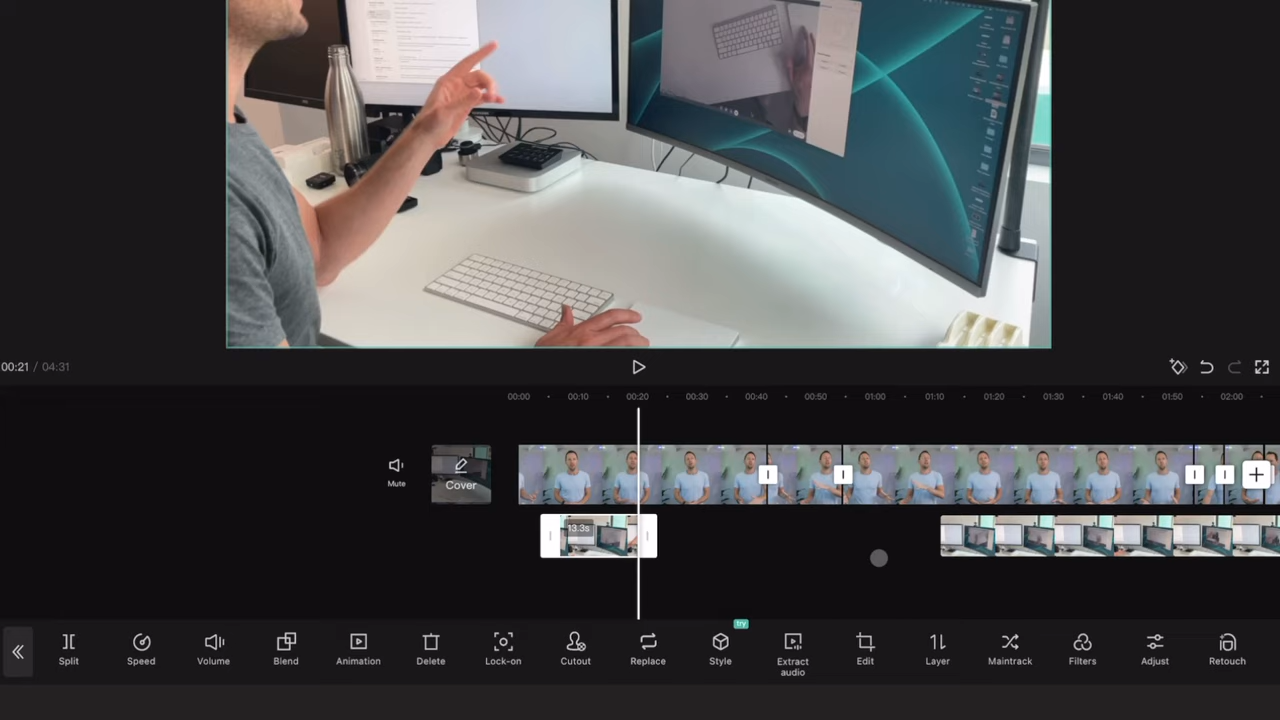 00:21 / 04:31
00:00 00:10 00:20 00:30 00:40 00:50 01:00 01:10 01:20 01:30 01:40 01:50 02:00
Mute
Cover
13.3s
try
Split Speed Volume Blend Animation Delete Lock-on Cutout Replace Style Extract audio Edit Layer Maintrack Filters Adjust Retouch